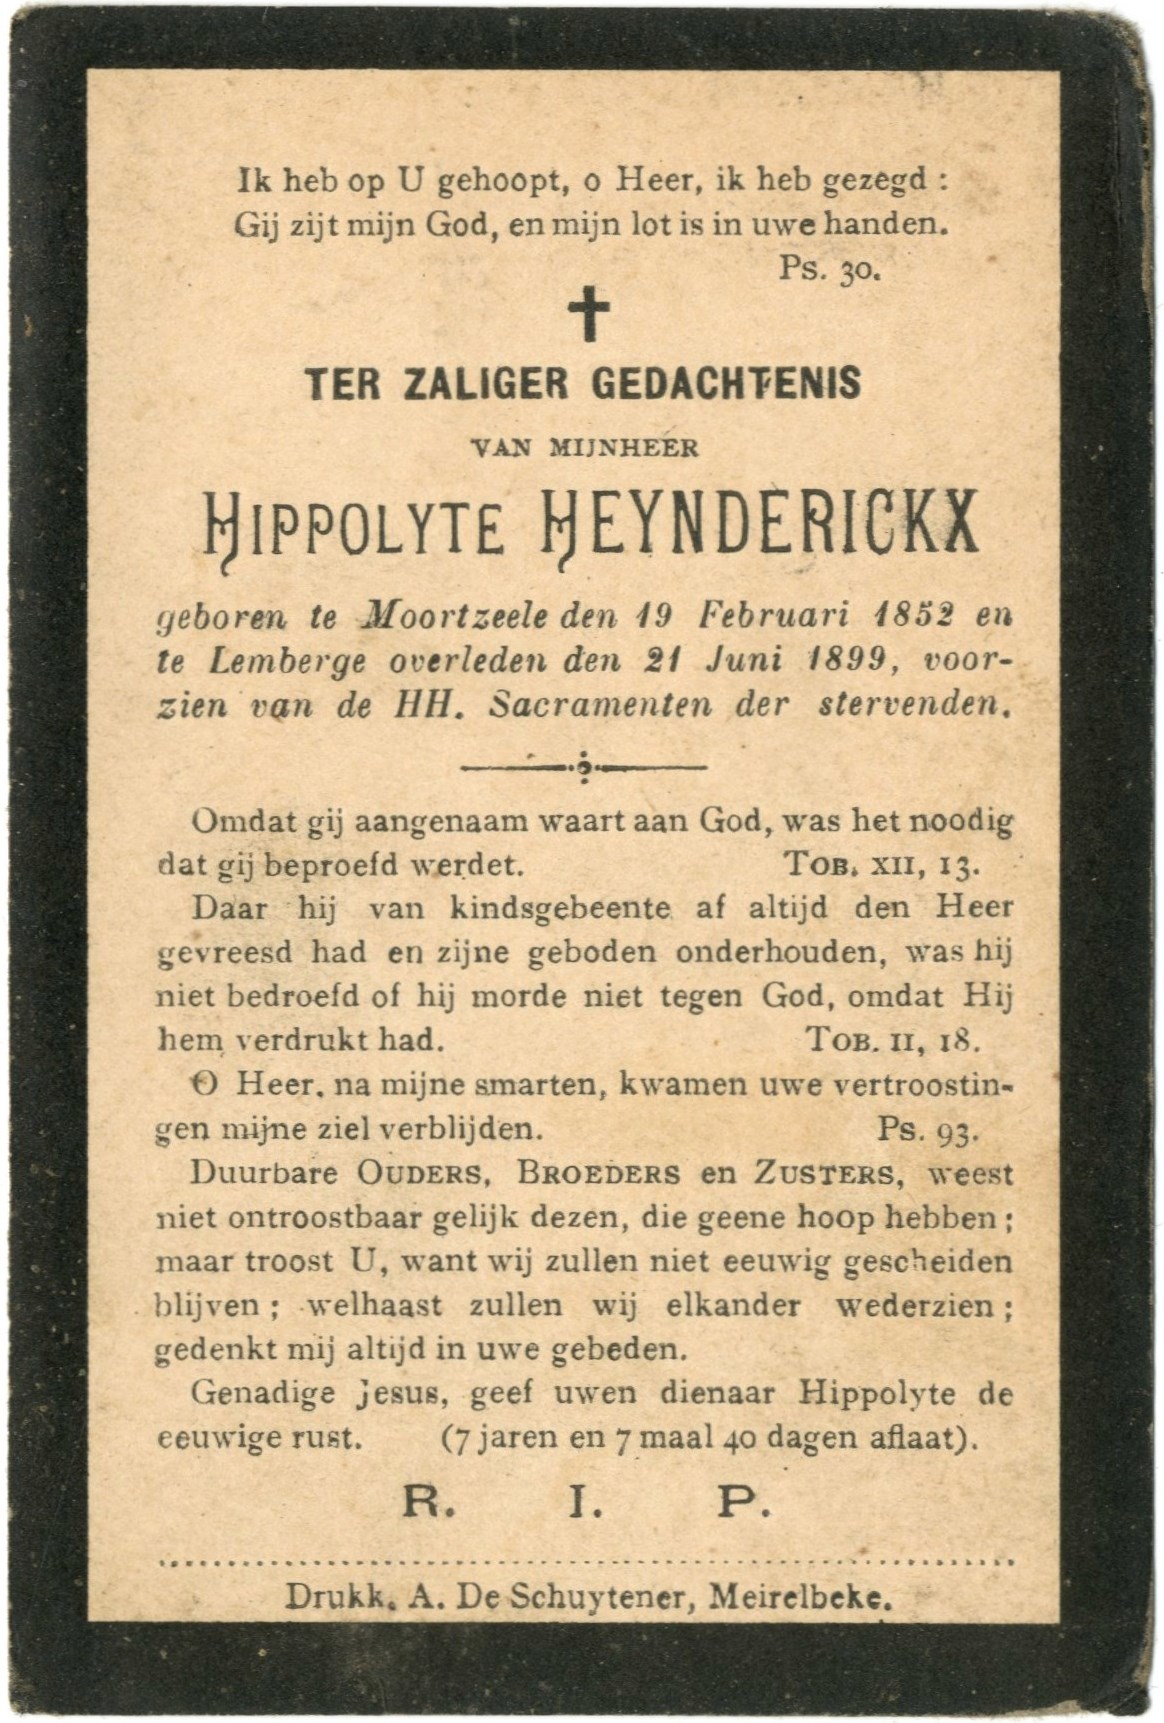 Ik heb op U gehoopt, o Heer, ik heb gezegd :
Gij zijt mijn God, en mijn lot is in uwe handen.
Ps. 30.
TER ZALIGER GEDACHTENIS
VAN MIJNHEER
HIPPOLYTE HEYNDERICKX
geboren te Moortzeele den 19 Februari 1852 en
te Lemberge overleden den 21 Juni 1899, voor-
zien van de HH. Sacramenten der stervenden.
Omdat gij aangenaam waart aan God, was het noodig
dat gij beproefd werdet. TOB. XII, 13.
Daar hij van kindsgebeente af altijd den Heer
gevreesd had en zijne geboden onderhouden, was hij
niet bedroefd of hij morde niet tegen God, omdat Hij
hem verdrukt had. TOB. II, 18.
O Heer, na mijne smarten, kwamen uwe vertroostin-
gen mijne ziel verblijden. Ps. 93.
Duurbare OUDERS, BROEDERS en ZUSTERS, weest
niet ontroostbaar gelijk dezen, die geene hoop hebben ;
maar troost U, want wij zullen niet eeuwig gescheiden
blijven ; welhaast zullen wij elkander wederzien ;
gedenkt mij altijd in uwe gebeden.
Genadige Jesus, geef uwen dienaar Hippolyte de
eeuwige rust. (7 jaren en 7 maal 40 dagen aflaat).
R. I. P.
Drukk. A. De Schuytener, Meirelbeke.